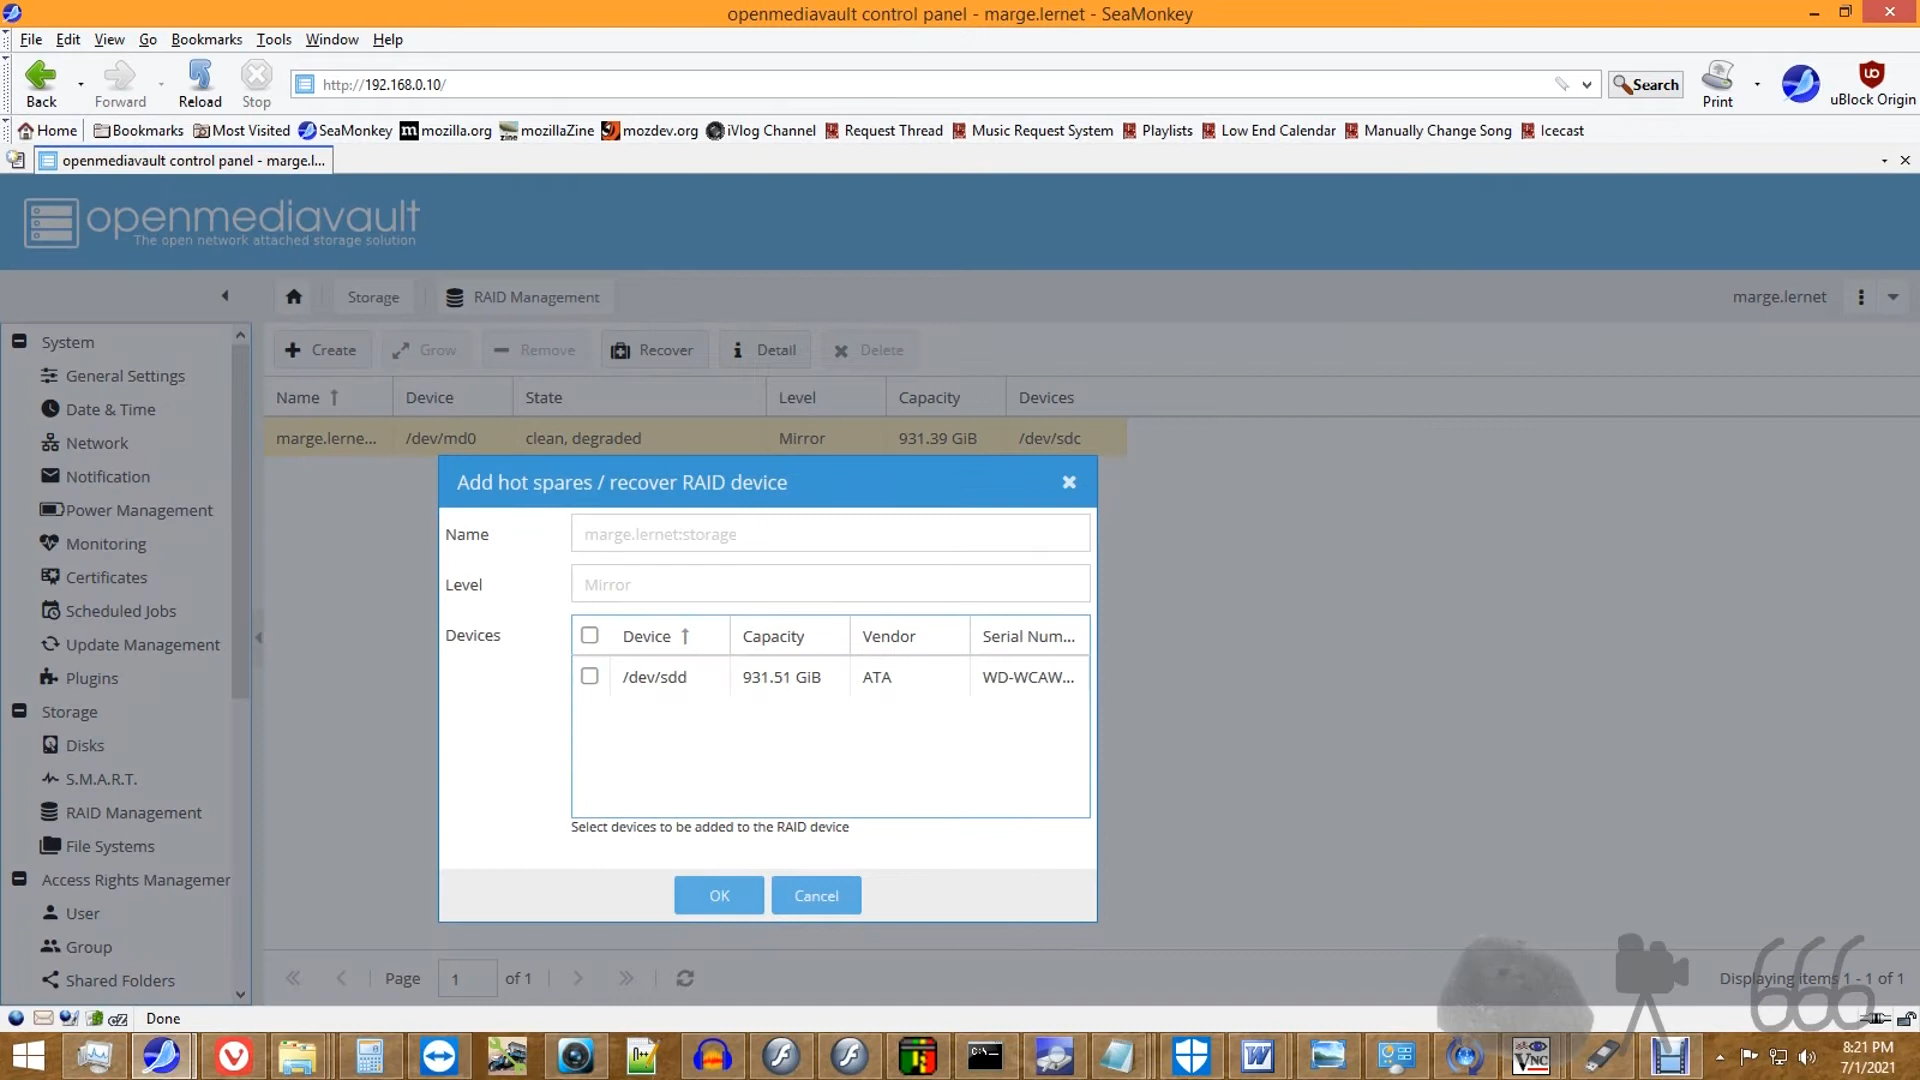 openmediavault control panel - marge.lernet - SeaMonkey
File Edit View Go Bookmarks Tools Window Help
http://192.168.0.10/
Search
Back Forward Reload Stop Print uBlock Origin
Home Bookmarks Most Visited SeaMonkey mozilla.org mozillaZine mozdev.org iVlog Channel Request Thread Music Request System Playlists Low End Calendar Manually Change Song Icecast
openmediavault control panel - marge.l...
openmediavault
The open network attached storage solution
Storage RAID Management marge.lernet
System
General Settings
Date & Time
Network
Notification
Power Management
Monitoring
Certificates
Scheduled Jobs
Update Management
Plugins
Storage
Disks
S.M.A.R.T.
RAID Management
File Systems
Access Rights Managemer
User
Group
Shared Folders
Create Grow Remove Recover Detail Delete
Name Device State Level Capacity Devices
marge.lerne... /dev/md0 clean, degraded Mirror 931.39 GiB /dev/sdc
Add hot spares / recover RAID device
Name marge.lernet:storage
Level Mirror
Devices
Device Capacity Vendor Serial Num...
/dev/sdd 931.51 GiB ATA WD-WCAW...
Select devices to be added to the RAID device
OK Cancel
Page 1 of 1
Displaying items 1 - 1 of 1
666
Done
8:21 PM
7/1/2021